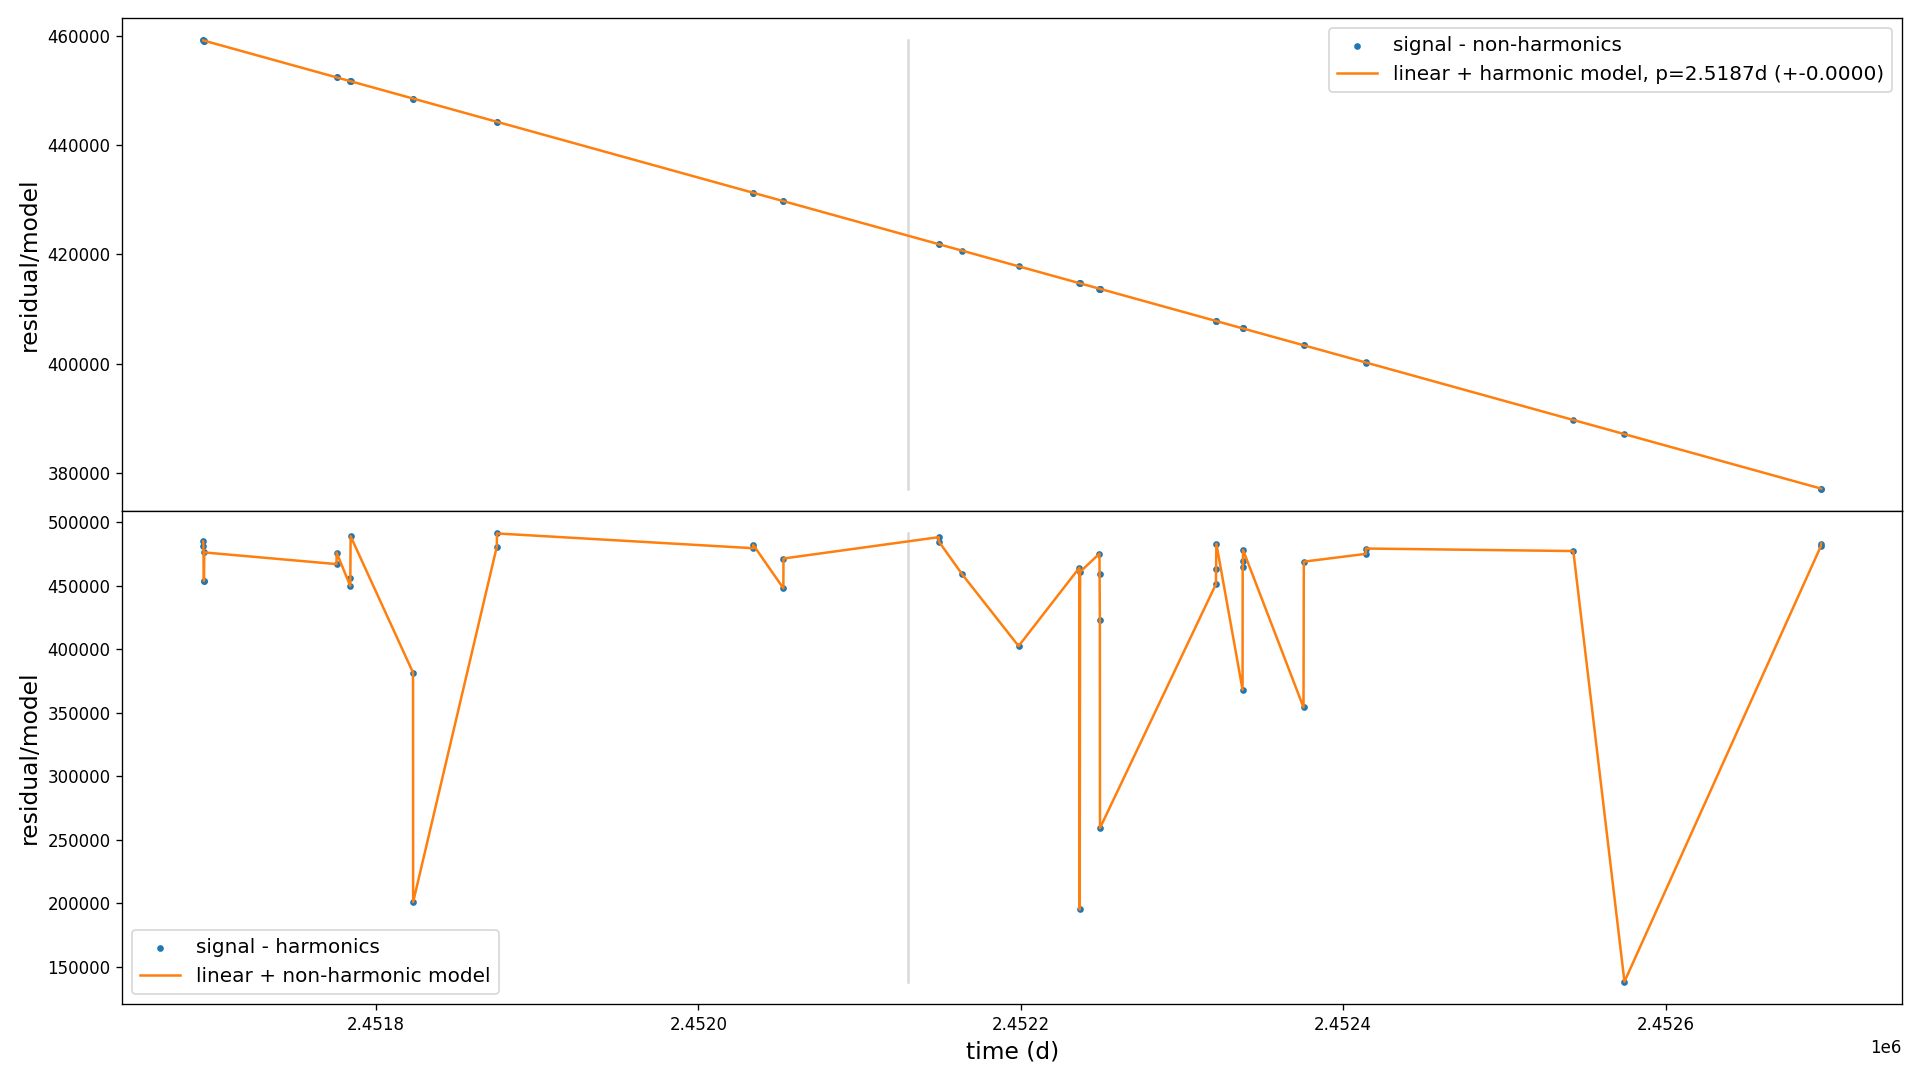 460000
440000
420000
400000
380000
residual/model
signal - non-harmonics
linear + harmonic model, p=2.5187d (+-0.0000)
500000
450000
400000
350000
300000
250000
200000
150000
residual/model
signal - harmonics
linear + non-harmonic model
2.4518
2.4520
2.4522
2.4524
2.4526
1e6
time (d)